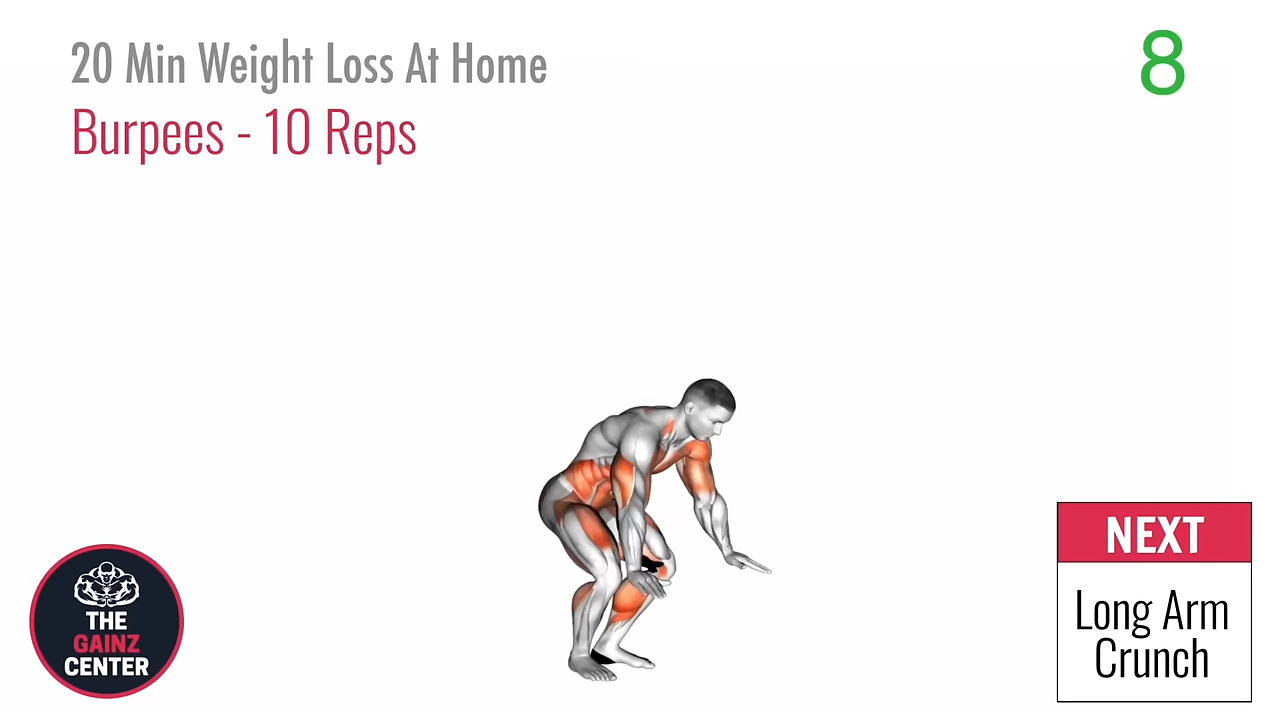 20 Min Weight Loss At Home
8
Burpees - 10 Reps
NEXT
Long Arm
Crunch
THE
GAINZ
CENTER